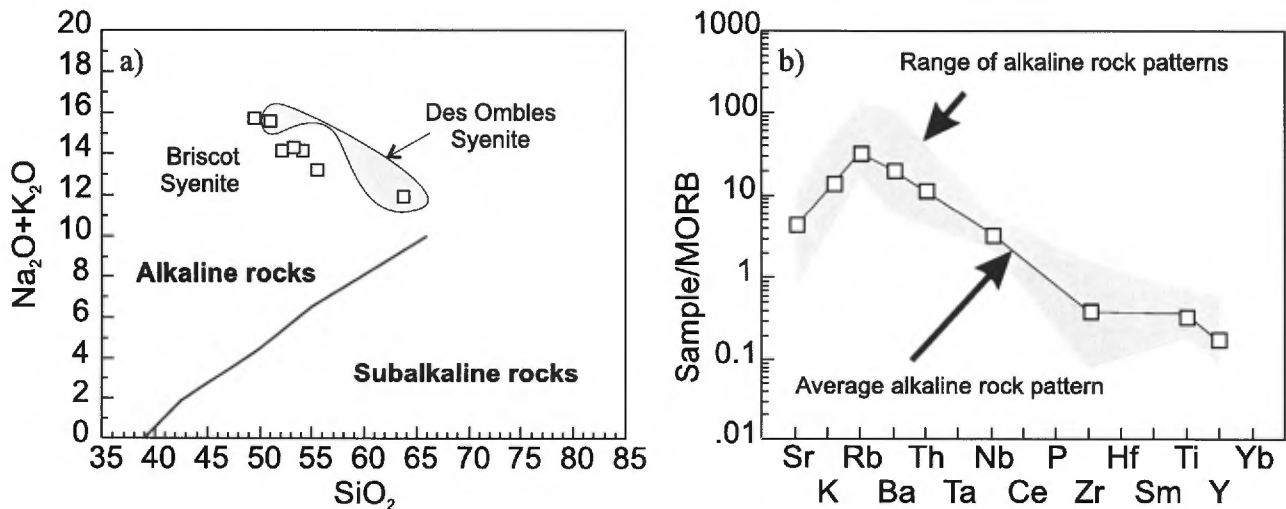 a)
Na₂O+K₂O
20
18
16
14
12
10
8
6
4
2
0
Des Ombles
Syenite
Briscot
Syenite
Alkaline rocks
Subalkaline rocks
35 40 45 50 55 60 65 70 75 80 85
SiO₂
b)
Sample/MORB
1000
100
10
1
0.1
.01
Range of alkaline rock patterns
Average alkaline rock pattern
Sr Rb Th Nb P Hf Ti Yb
K Ba Ta Ce Zr Sm Y